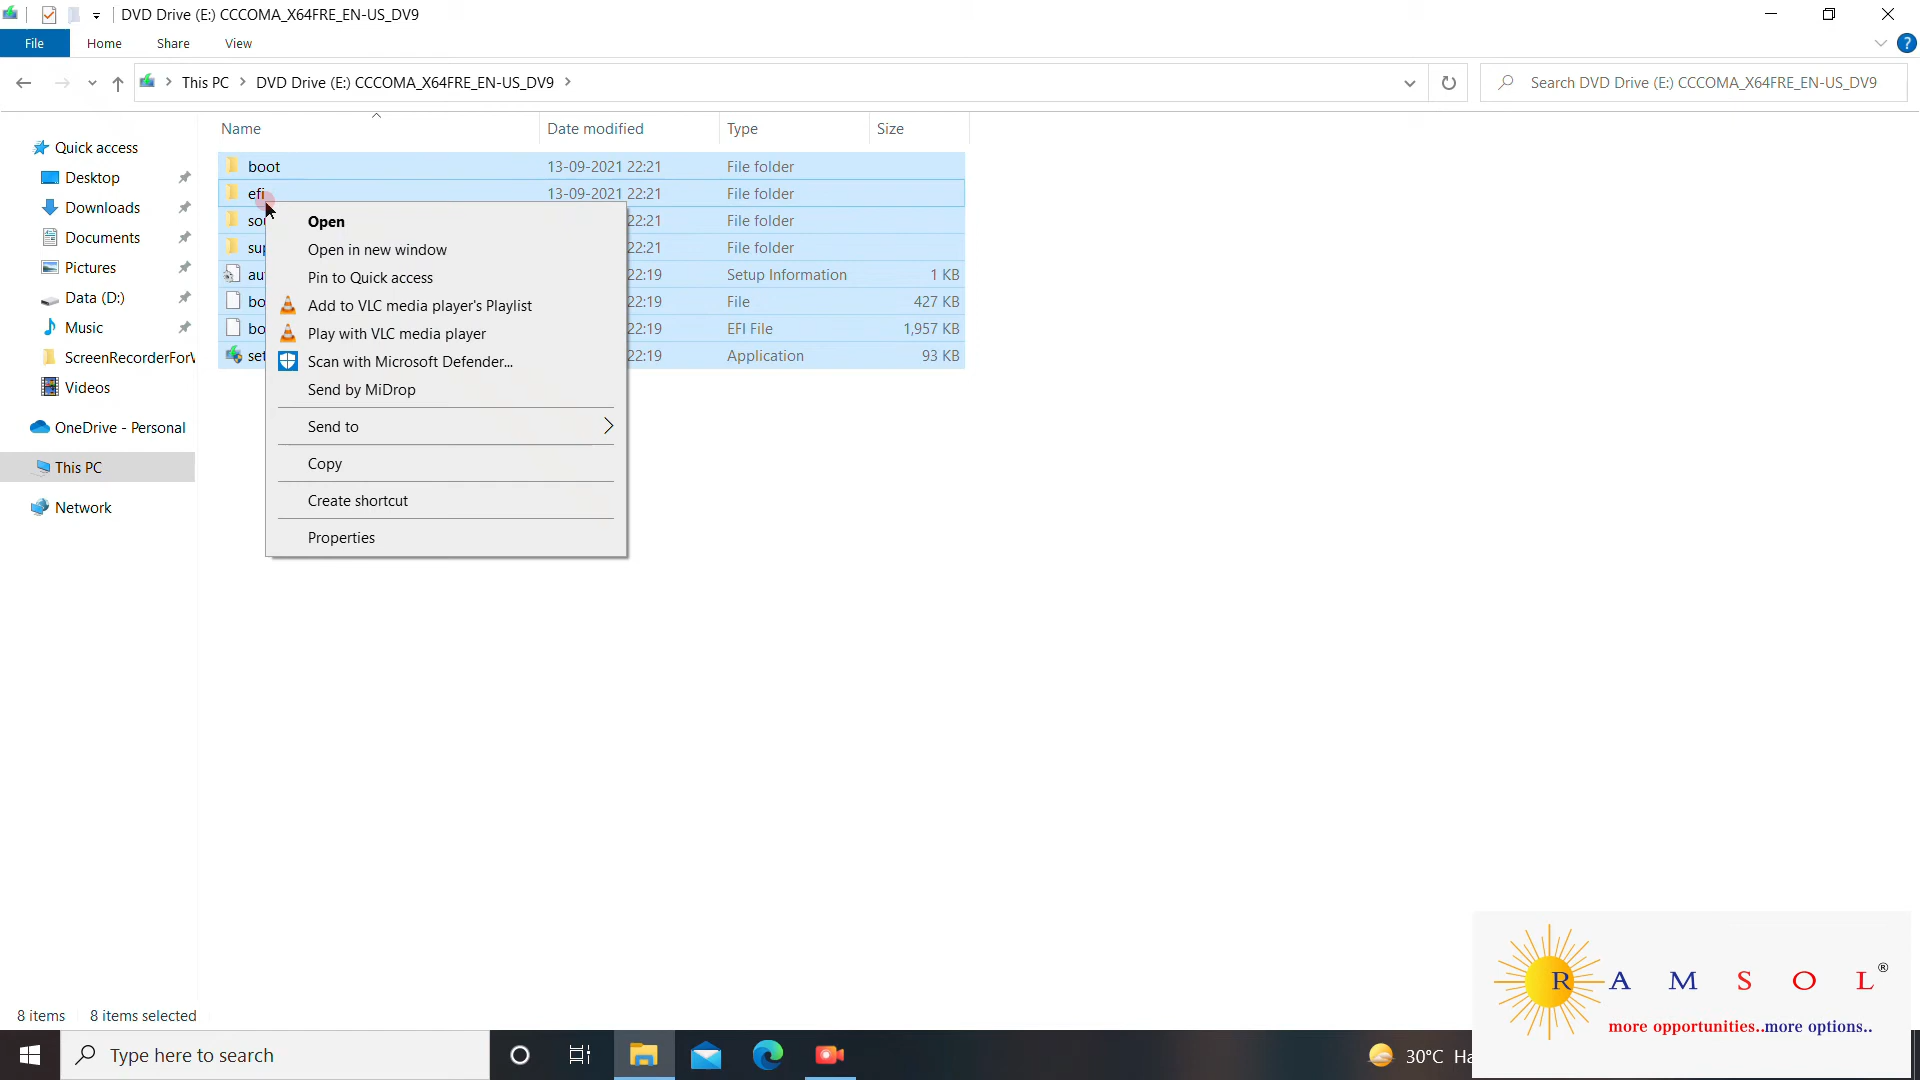 DVD Drive (E:) CCCOMA_X64FRE_EN-US_DV9
File Home Share View
This PC > DVD Drive (E:) CCCOMA_X64FRE_EN-US_DV9 >
Search DVD Drive (E:) CCCOMA_X64FRE_EN-US_DV9
Name Date modified Type Size
Quick access
Desktop
Downloads
Documents
Pictures
Data (D:)
Music
ScreenRecorderForW
Videos
OneDrive - Personal
This PC
Network
boot 13-09-2021 22:21 File folder
efi 13-09-2021 22:21 File folder
22:21 File folder
22:21 File folder
22:19 Setup Information 1 KB
22:19 File 427 KB
22:19 EFI File 1,957 KB
22:19 Application 93 KB
Open
Open in new window
Pin to Quick access
Add to VLC media player's Playlist
Play with VLC media player
Scan with Microsoft Defender...
Send by MiDrop
Send to
Copy
Create shortcut
Properties
8 items 8 items selected
Type here to search
30°C
RAMSOL®
more opportunities..more options..